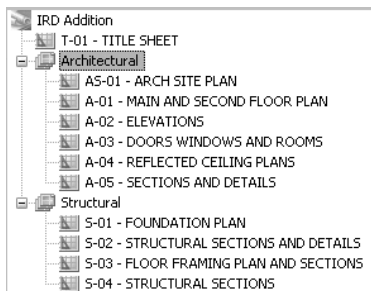 IRD Addition
T-01 - TITLE SHEET
Architectural
AS-01 - ARCH SITE PLAN
A-01 - MAIN AND SECOND FLOOR PLAN
A-02 - ELEVATIONS
A-03 - DOORS WINDOWS AND ROOMS
A-04 - REFLECTED CEILING PLANS
A-05 - SECTIONS AND DETAILS
Structural
S-01 - FOUNDATION PLAN
S-02 - STRUCTURAL SECTIONS AND DETAILS
S-03 - FLOOR FRAMING PLAN AND SECTIONS
S-04 - STRUCTURAL SECTIONS